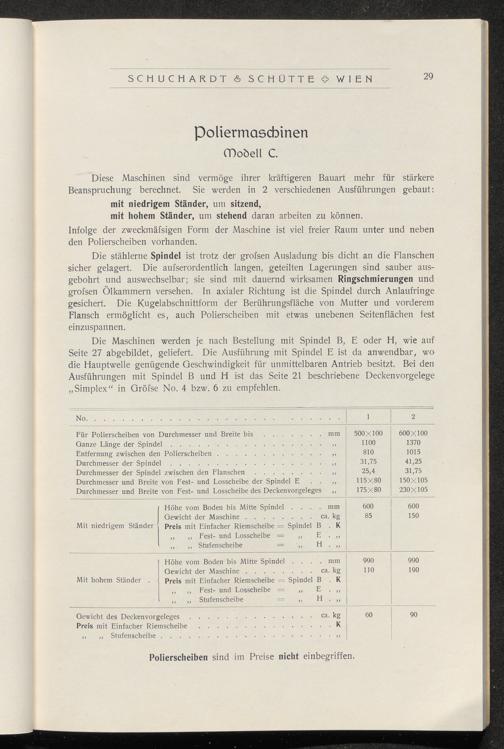 SCHUCHARDT & SCHÜTTE WIEN
29
Poliermaschinen
Modell C.
Diese Maschinen sind vermöge ihrer kräftigeren Bauart mehr für stärkere
Beanspruchung berechnet. Sie werden in 2 verschiedenen Ausführungen gebaut:
mit niedrigem Ständer, um sitzend,
mit hohem Ständer, um stehend daran arbeiten zu können.
Infolge der zweckmäfsigen Form der Maschine ist viel freier Raum unter und neben
den Polierscheiben vorhanden.
Die stählerne Spindel ist trotz der grofsen Ausladung bis dicht an die Flanschen
sicher gelagert. Die aufserordentlich langen, geteilten Lagerungen sind sauber aus-
gebohrt und auswechselbar; sie sind mit dauernd wirksamen Ringschmierungen und
grofsen Ölkammern versehen. In axialer Richtung ist die Spindel durch Anlaufringe
gesichert. Die Kugelabschnittform der Berührungsfläche von Mutter und vorderem
Flansch ermöglicht es, auch Polierscheiben mit etwas unebenen Seitenflächen fest
einzuspannen.
Die Maschinen werden je nach Bestellung mit Spindel B, E oder H, wie auf
Seite 27 abgebildet, geliefert. Die Ausführung mit Spindel E ist da anwendbar, wo
die Hauptwelle genügende Geschwindigkeit für unmittelbaren Antrieb besitzt. Bei den
Ausführungen mit Spindel B und H ist das Seite 21 beschriebene Deckenvorgelege
„Simplex“ in Gröfse No. 4 bzw. 6 zu empfehlen.
No. . . . . . . . . . . . . . . . . . . . . . . . 1 2
Für Polierscheiben von Durchmesser und Breite bis . . . . . . . mm 500×100 600×100
Ganze Länge der Spindel . . . . . . . . . . . . . . . . „ 1100 1370
Entfernung zwischen den Polierscheiben . . . . . . . . . . . „ 810 1015
Durchmesser der Spindel . . . . . . . . . . . . . . . . „ 31,75 41,25
Durchmesser der Spindel zwischen den Flanschen . . . . . . . . „ 25,4 31,75
Durchmesser und Breite von Fest- und Losscheibe der Spindel E . . . „ 115×80 150×105
Durchmesser und Breite von Fest- und Losscheibe des Deckenvorgeleges „ 175×80 230×105
Höhe vom Boden bis Mitte Spindel . . . . mm 600 600
Gewicht der Maschine . . . . . . . . . ca. kg 85 150
Mit niedrigem Ständer Preis mit Einfacher Riemscheibe = Spindel B . K
„ „ Fest- und Losscheibe = „ E . „
„ „ Stufenscheibe = „ H . „
Höhe vom Boden bis Mitte Spindel . . . . mm 990 990
Gewicht der Maschine . . . . . . . . . ca. kg 110 190
Mit hohem Ständer . Preis mit Einfacher Riemscheibe = Spindel B . K
„ „ Fest- und Losscheibe = „ E . „
„ „ Stufenscheibe = „ H . „
Gewicht des Deckenvorgeleges . . . . . . . . . . . . . ca. kg 60 90
Preis mit Einfacher Riemscheibe . . . . . . . . . . . . . . K
„ „ Stufenscheibe . . . . . . . . . . . . . . . . . „
Polierscheiben sind im Preise nicht einbegriffen.